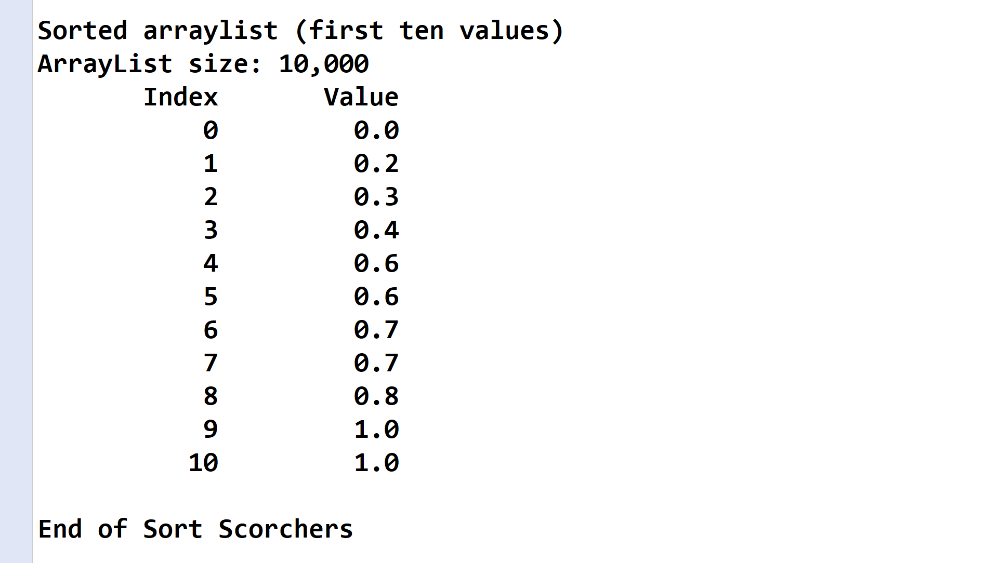 Sorted arraylist (first ten values)
ArrayList size: 10,000
Index Value
0 0.0
1 0.2
2 0.3
3 0.4
4 0.6
5 0.6
6 0.7
7 0.7
8 0.8
9 1.0
10 1.0
End of Sort Scorchers